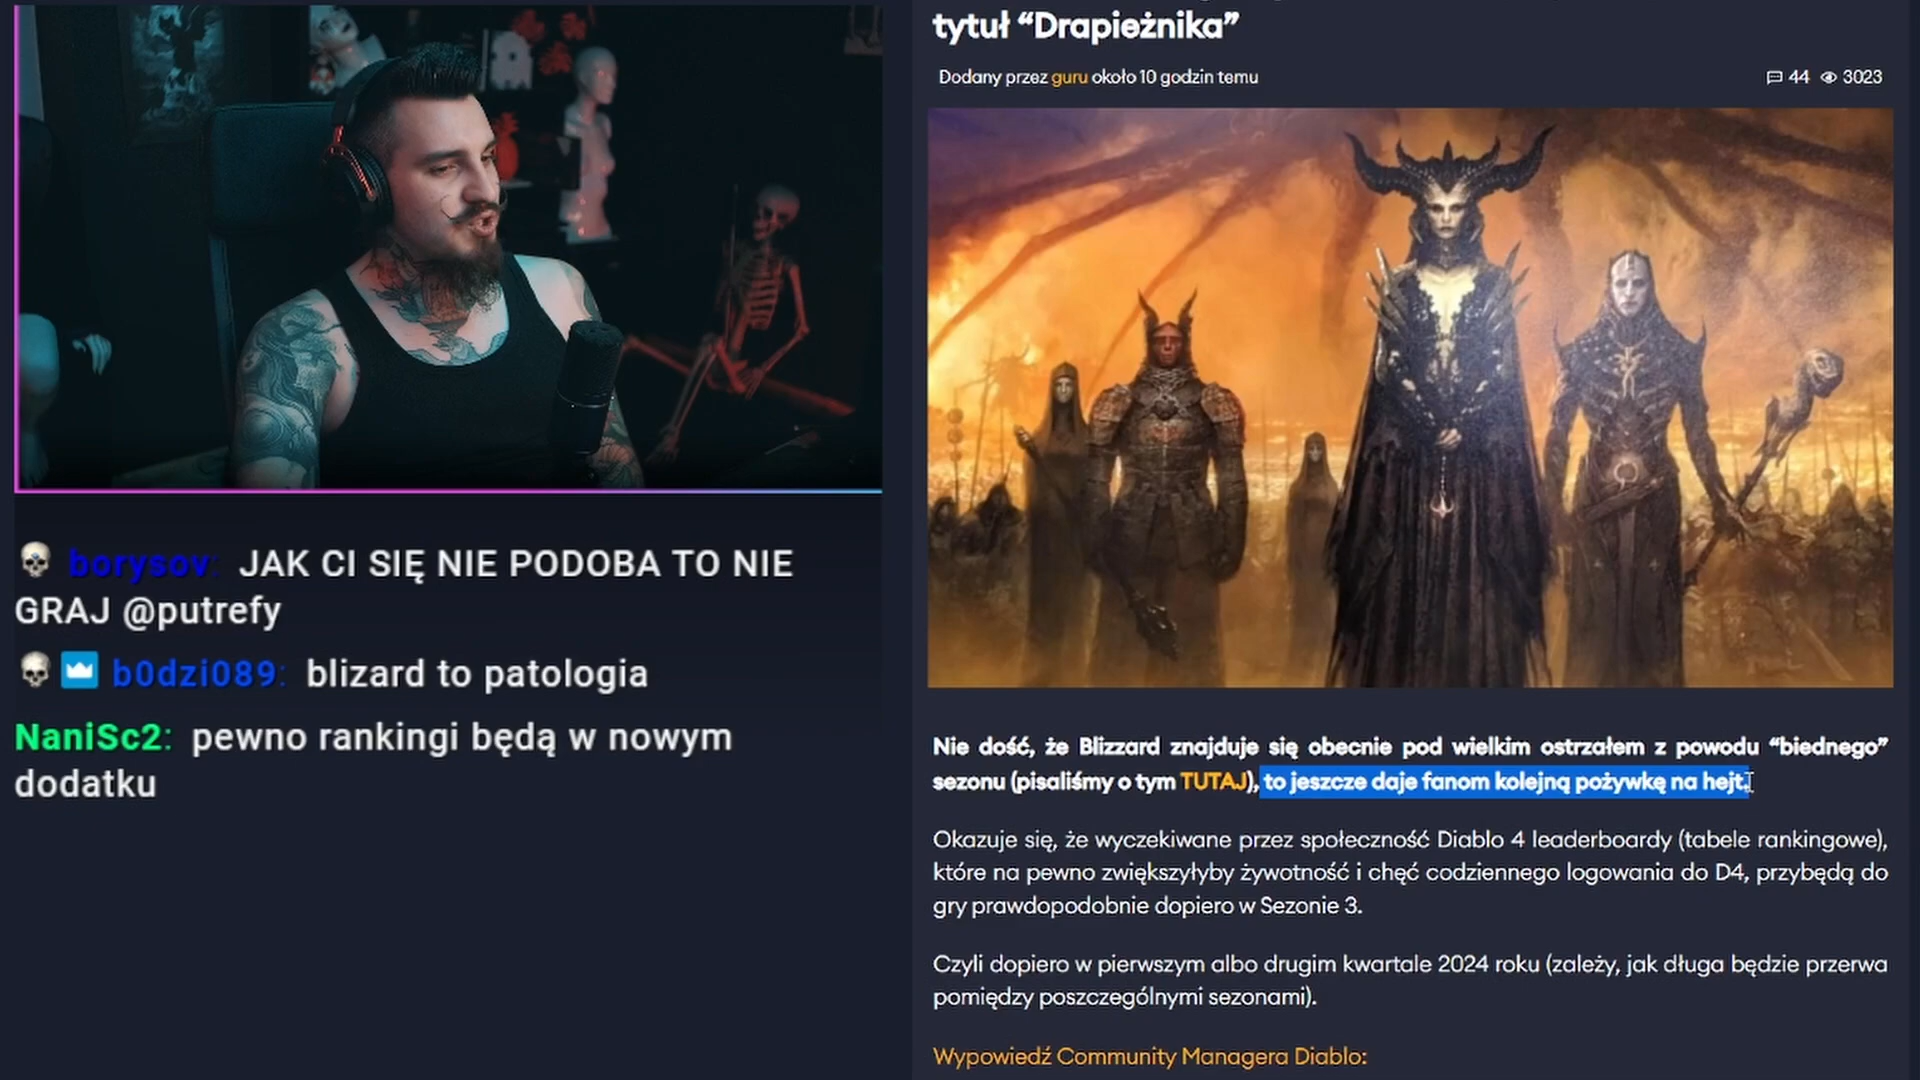 borysov: JAK CI SIĘ NIE PODOBA TO NIE
GRAJ @putrefy
b0dzi089: blizard to patologia
NaniSc2: pewno rankingi będą w nowym
dodatku
tytuł “Drapieżnika”
Dodany przez guru około 10 godzin temu
44 3023
Nie dość, że Blizzard znajduje się obecnie pod wielkim ostrzałem z powodu “biednego”
sezonu (pisaliśmy o tym TUTAJ), to jeszcze daje fanom kolejną pożywkę na hejt.
Okazuje się, że wyczekiwane przez społeczność Diablo 4 leaderboardy (tabele rankingowe),
które na pewno zwiększyłyby żywotność i chęć codziennego logowania do D4, przybędą do
gry prawdopodobnie dopiero w Sezonie 3.
Czyli dopiero w pierwszym albo drugim kwartale 2024 roku (zależy, jak długa będzie przerwa
pomiędzy poszczególnymi sezonami).
Wypowiedź Community Managera Diablo: